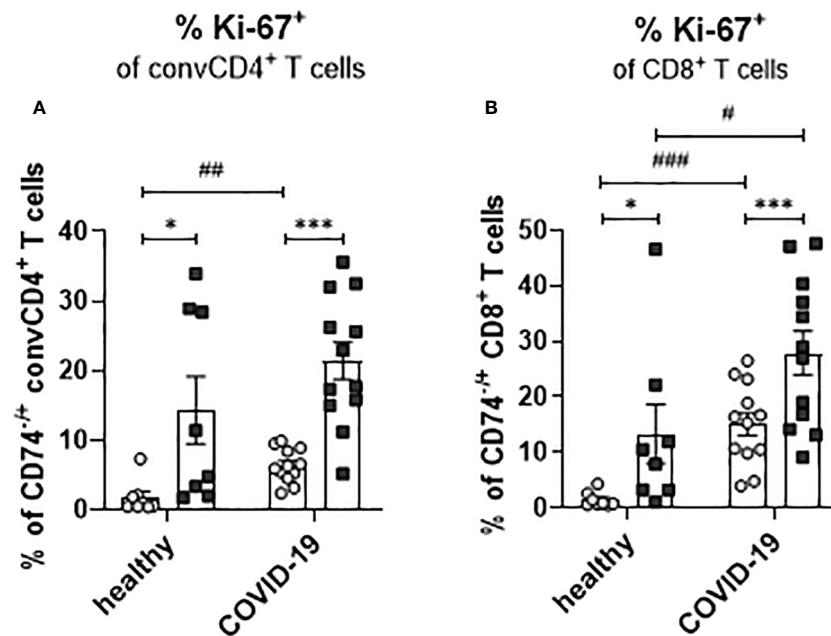 % Ki-67⁺
of convCD4⁺ T cells
A
##
*
***
% of CD74⁻/⁺ convCD4⁺ T cells
40
30
20
10
0
healthy
COVID-19
% Ki-67⁺
of CD8⁺ T cells
B
#
###
*
***
% of CD74⁻/⁺ CD8⁺ T cells
50
40
30
20
10
0
healthy
COVID-19